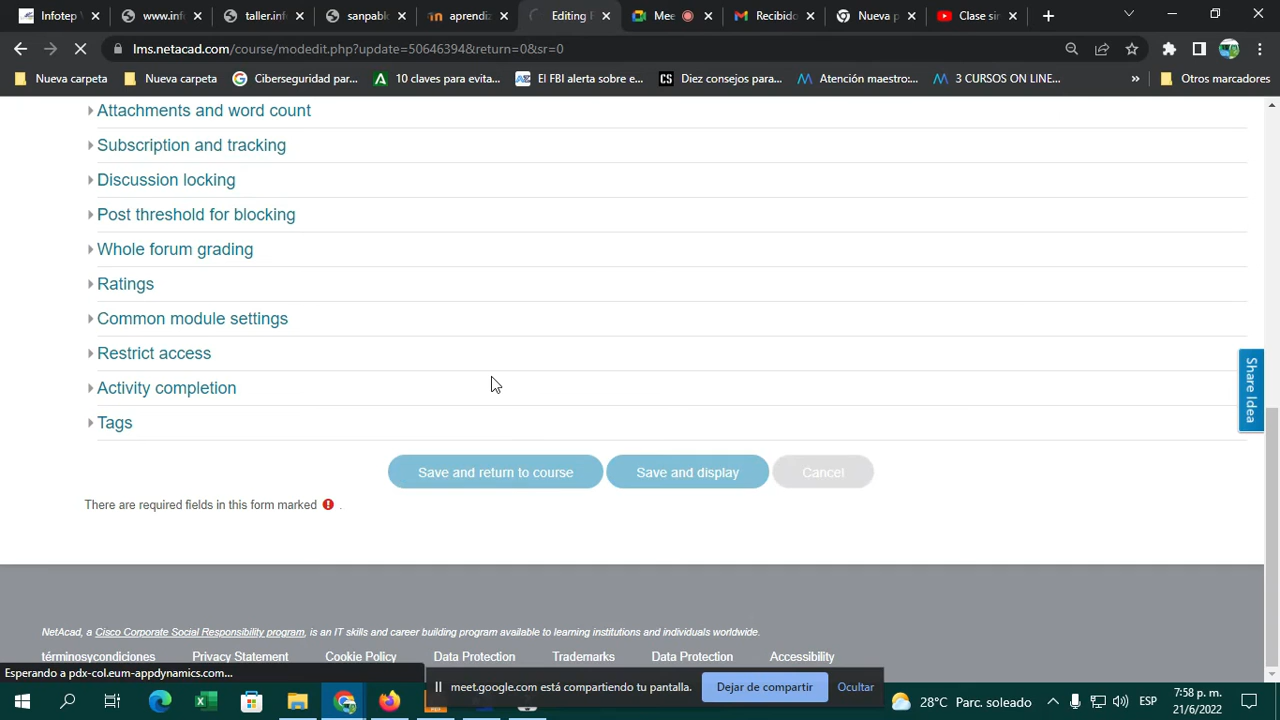 Infotep V
www.inf
taller.inf
sanpabl
aprendiz
Editing F
Mee
Recibido
Nueva p
Clase sin
lms.netacad.com/course/modedit.php?update=50646394&return=0&sr=0
Nueva carpeta
Nueva carpeta
Ciberseguridad par...
10 claves para evita...
El FBI alerta sobre e...
Diez consejos para...
Atención maestro:...
3 CURSOS ON LINE...
»
Otros marcadores
Attachments and word count
Subscription and tracking
Discussion locking
Post threshold for blocking
Whole forum grading
Ratings
Common module settings
Restrict access
Activity completion
Tags
Share Idea
Save and return to course
Save and display
Cancel
There are required fields in this form marked .
NetAcad, a Cisco Corporate Social Responsibility program, is an IT skills and career building program available to learning institutions and individuals worldwide.
términosycondiciones
Privacy Statement
Cookie Policy
Data Protection
Trademarks
Data Protection
Accessibility
Esperando a pdx-col.eum-appdynamics.com...
meet.google.com está compartiendo tu pantalla.
Dejar de compartir
Ocultar
28°C Parc. soleado
ESP
7:58 p. m.
21/6/2022